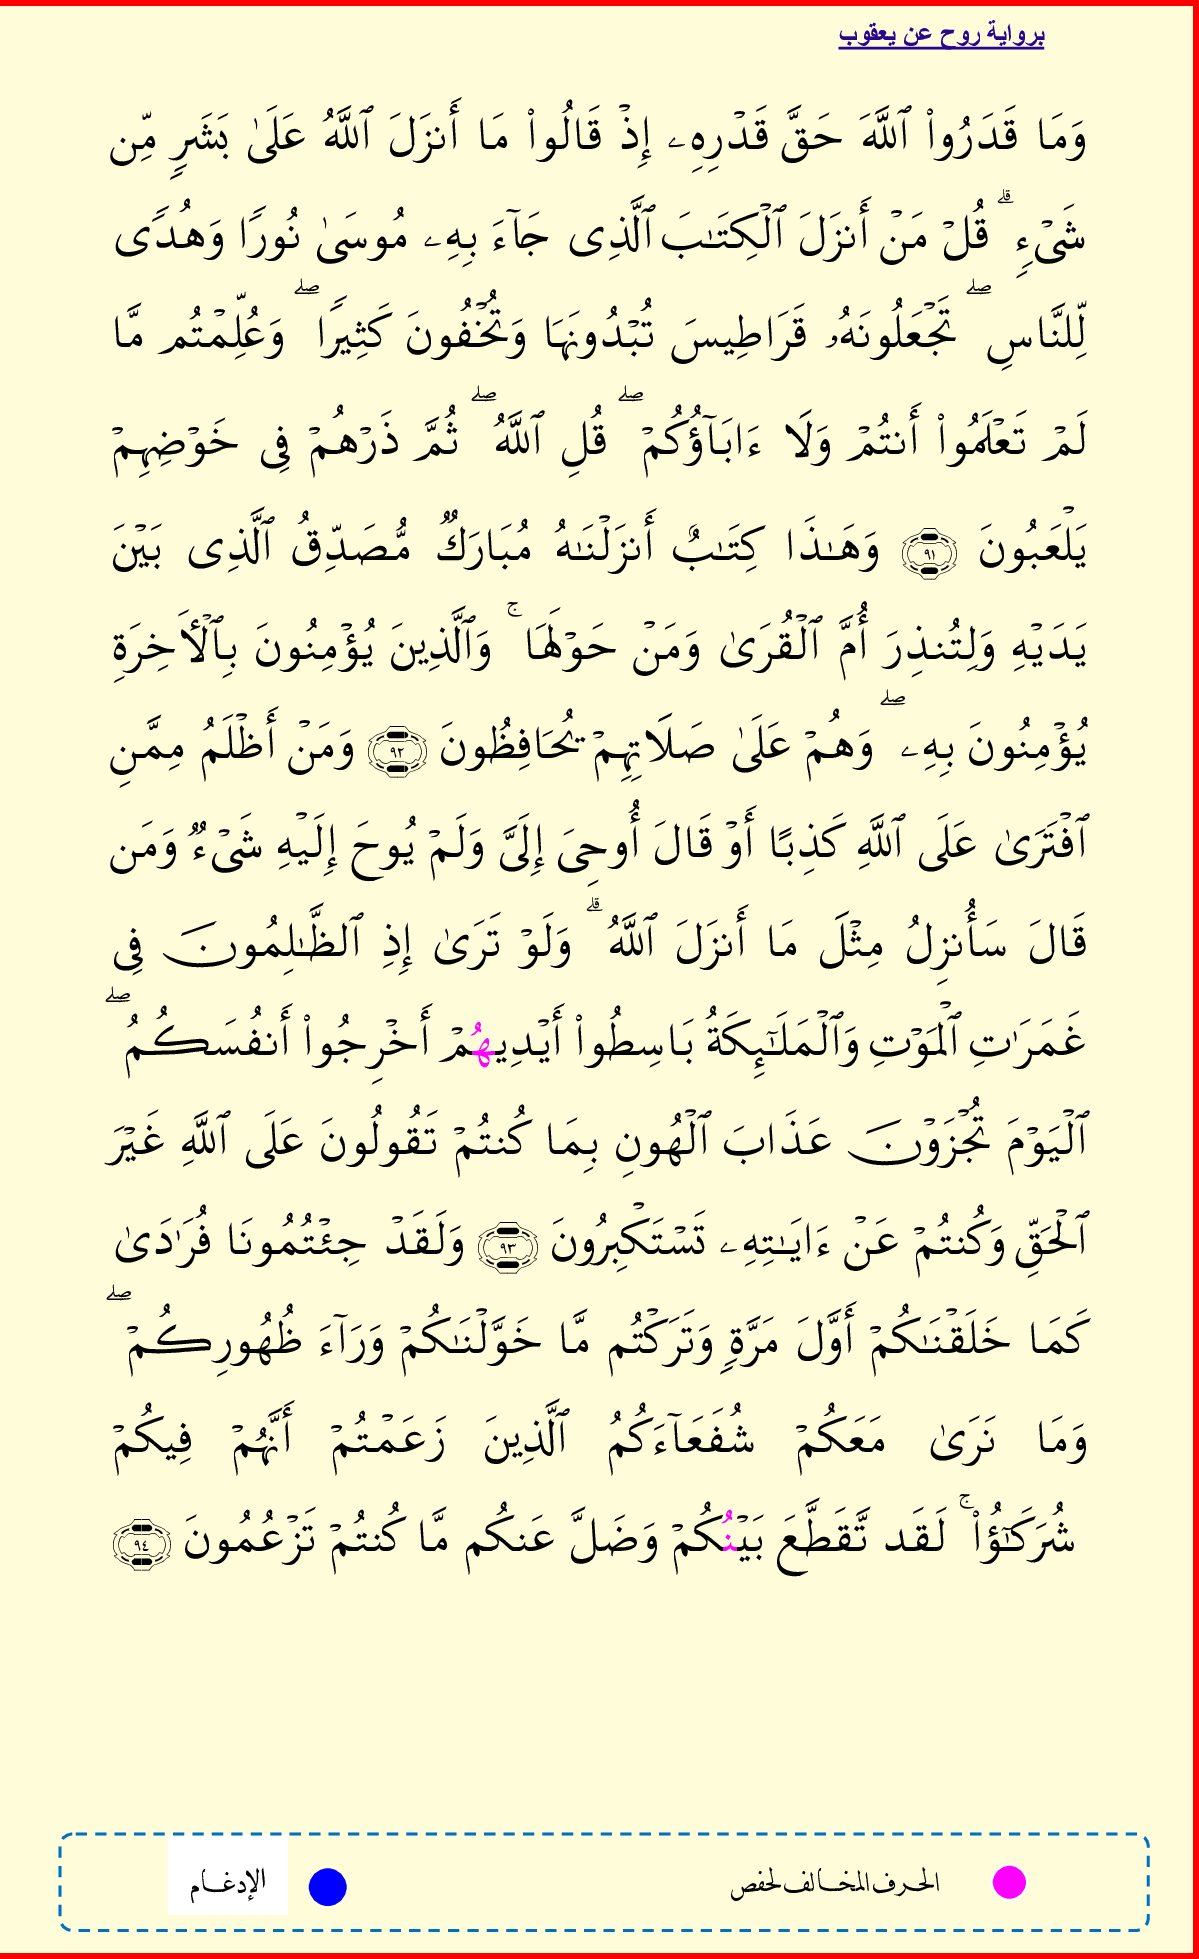 برواية روح عن يعقوب
وَمَا قَدَرُواْ ٱللَّهَ حَقَّ قَدۡرِهِۦ إِذۡ قَالُواْ مَا أَنزَلَ ٱللَّهُ عَلَىٰ بَشَرٖ مِّن
شَيۡءٖۗ قُلۡ مَنۡ أَنزَلَ ٱلۡكِتَٰبَ ٱلَّذِى جَآءَ بِهِۦ مُوسَىٰ نُورٗا وَهُدٗى
لِّلنَّاسِۖ تَجۡعَلُونَهُۥ قَرَاطِيسَ تُبۡدُونَهَا وَتُخۡفُونَ كَثِيرٗاۖ وَعُلِّمۡتُم مَّا
لَمۡ تَعۡلَمُواْ أَنتُمۡ وَلَا ءَابَآؤُكُمۡۖ قُلِ ٱللَّهُۖ ثُمَّ ذَرۡهُمۡ فِى خَوۡضِهِمۡ
يَلۡعَبُونَ ٩١ وَهَٰذَا كِتَٰبٌ أَنزَلۡنَٰهُ مُبَارَكٞ مُّصَدِّقُ ٱلَّذِى بَيۡنَ
يَدَيۡهِ وَلِتُنذِرَ أُمَّ ٱلۡقُرَىٰ وَمَنۡ حَوۡلَهَاۚ وَٱلَّذِينَ يُؤۡمِنُونَ بِٱلۡأَخِرَةِ
يُؤۡمِنُونَ بِهِۦۖ وَهُمۡ عَلَىٰ صَلَاتِهِمۡ يُحَافِظُونَ ٩٢ وَمَنۡ أَظۡلَمُ مِمَّنِ
ٱفۡتَرَىٰ عَلَى ٱللَّهِ كَذِبًا أَوۡ قَالَ أُوحِىَ إِلَىَّ وَلَمۡ يُوحَ إِلَيۡهِ شَىۡءٞ وَمَن
قَالَ سَأُنزِلُ مِثۡلَ مَا أَنزَلَ ٱللَّهُۗ وَلَوۡ تَرَىٰ إِذِ ٱلظَّٰلِمُونَ فِى
غَمَرَٰتِ ٱلۡمَوۡتِ وَٱلۡمَلَٰٓئِكَةُ بَاسِطُواْ أَيۡدِيهُمۡ أَخۡرِجُواْ أَنفُسَكُمُۖ
ٱلۡيَوۡمَ تُجۡزَوۡنَ عَذَابَ ٱلۡهُونِ بِمَا كُنتُمۡ تَقُولُونَ عَلَى ٱللَّهِ غَيۡرَ
ٱلۡحَقِّ وَكُنتُمۡ عَنۡ ءَايَٰتِهِۦ تَسۡتَكۡبِرُونَ ٩٣ وَلَقَدۡ جِئۡتُمُونَا فُرَٰدَىٰ
كَمَا خَلَقۡنَٰكُمۡ أَوَّلَ مَرَّةٖ وَتَرَكۡتُم مَّا خَوَّلۡنَٰكُمۡ وَرَآءَ ظُهُورِكُمۡۖ
وَمَا نَرَىٰ مَعَكُمۡ شُفَعَآءَكُمُ ٱلَّذِينَ زَعَمۡتُمۡ أَنَّهُمۡ فِيكُمۡ
شُرَكَٰٓؤُاْۚ لَقَد تَّقَطَّعَ بَيۡنُكُمۡ وَضَلَّ عَنكُم مَّا كُنتُمۡ تَزۡعُمُونَ ٩٤
الحرف المخالف لحفص الإدغام